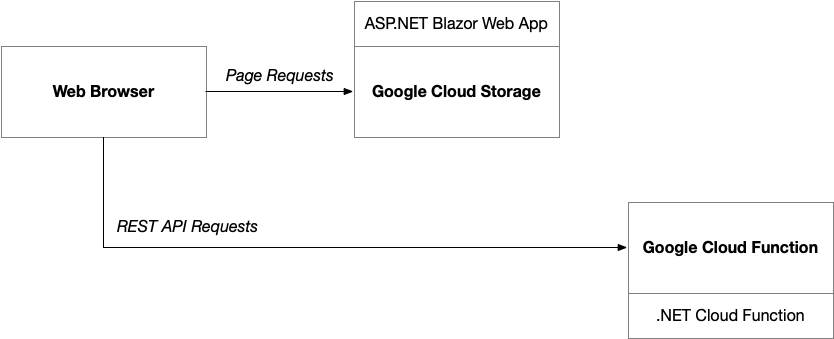 ASP.NET Blazor Web App
Web Browser
Page Requests
Google Cloud Storage
REST API Requests
Google Cloud Function
.NET Cloud Function